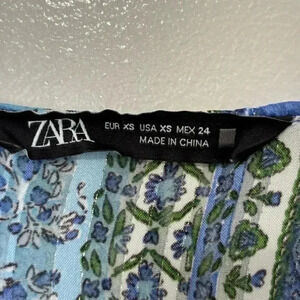 ZARA
EUR XS USA XS MEX 24
MADE IN CHINA